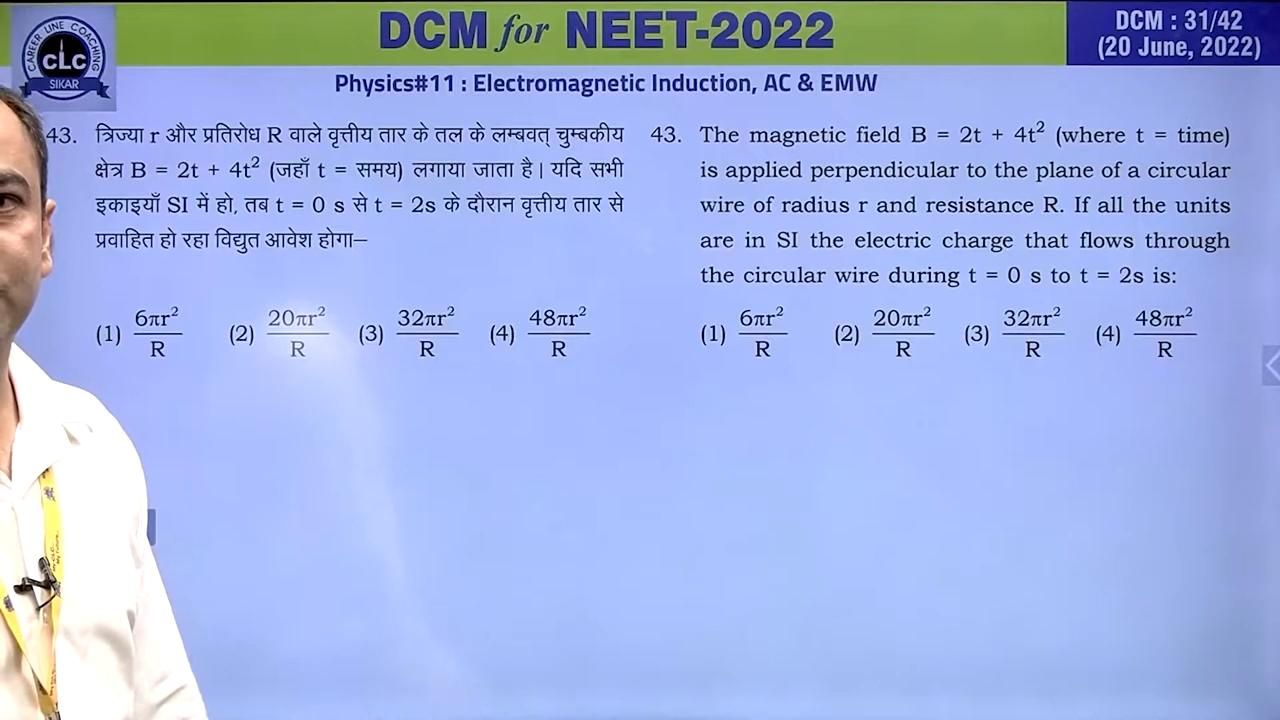 DCM for NEET-2022
DCM : 31/42
(20 June, 2022)
CAREER LINE COACHING
CLC
SIKAR
Physics#11 : Electromagnetic Induction, AC & EMW
43. त्रिज्या r और प्रतिरोध R वाले वृत्तीय तार के तल के लम्बवत् चुम्बकीय
क्षेत्र B = 2t + 4t² (जहाँ t = समय) लगाया जाता है। यदि सभी
इकाइयाँ SI में हो, तब t = 0 s से t = 2s के दौरान वृत्तीय तार से
प्रवाहित हो रहा विद्युत आवेश होगा–
(1) 6πr²/R (2) 20πr²/R (3) 32πr²/R (4) 48πr²/R
43. The magnetic field B = 2t + 4t² (where t = time)
is applied perpendicular to the plane of a circular
wire of radius r and resistance R. If all the units
are in SI the electric charge that flows through
the circular wire during t = 0 s to t = 2s is:
(1) 6πr²/R (2) 20πr²/R (3) 32πr²/R (4) 48πr²/R